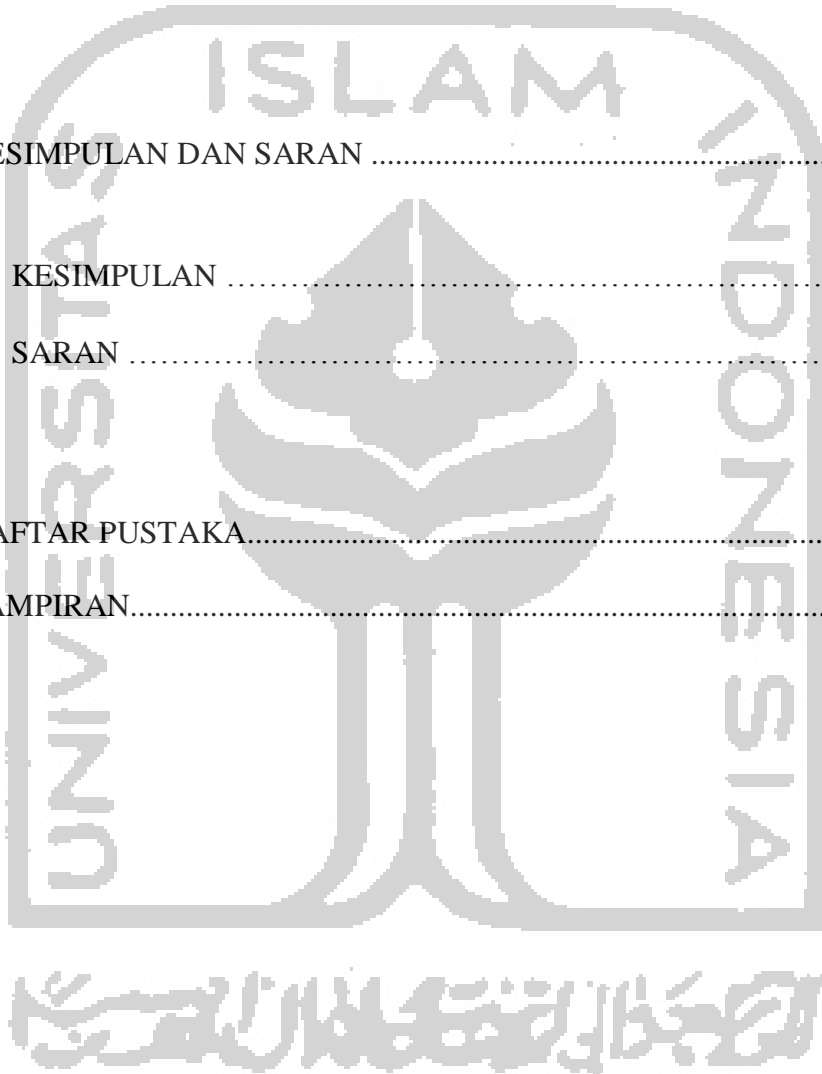 ISLAM
UNIVERSITAS
INDONESIA
ESIMPULAN DAN SARAN ................................................
KESIMPULAN ................................................
SARAN ................................................
AFTAR PUSTAKA................................................
AMPIRAN................................................